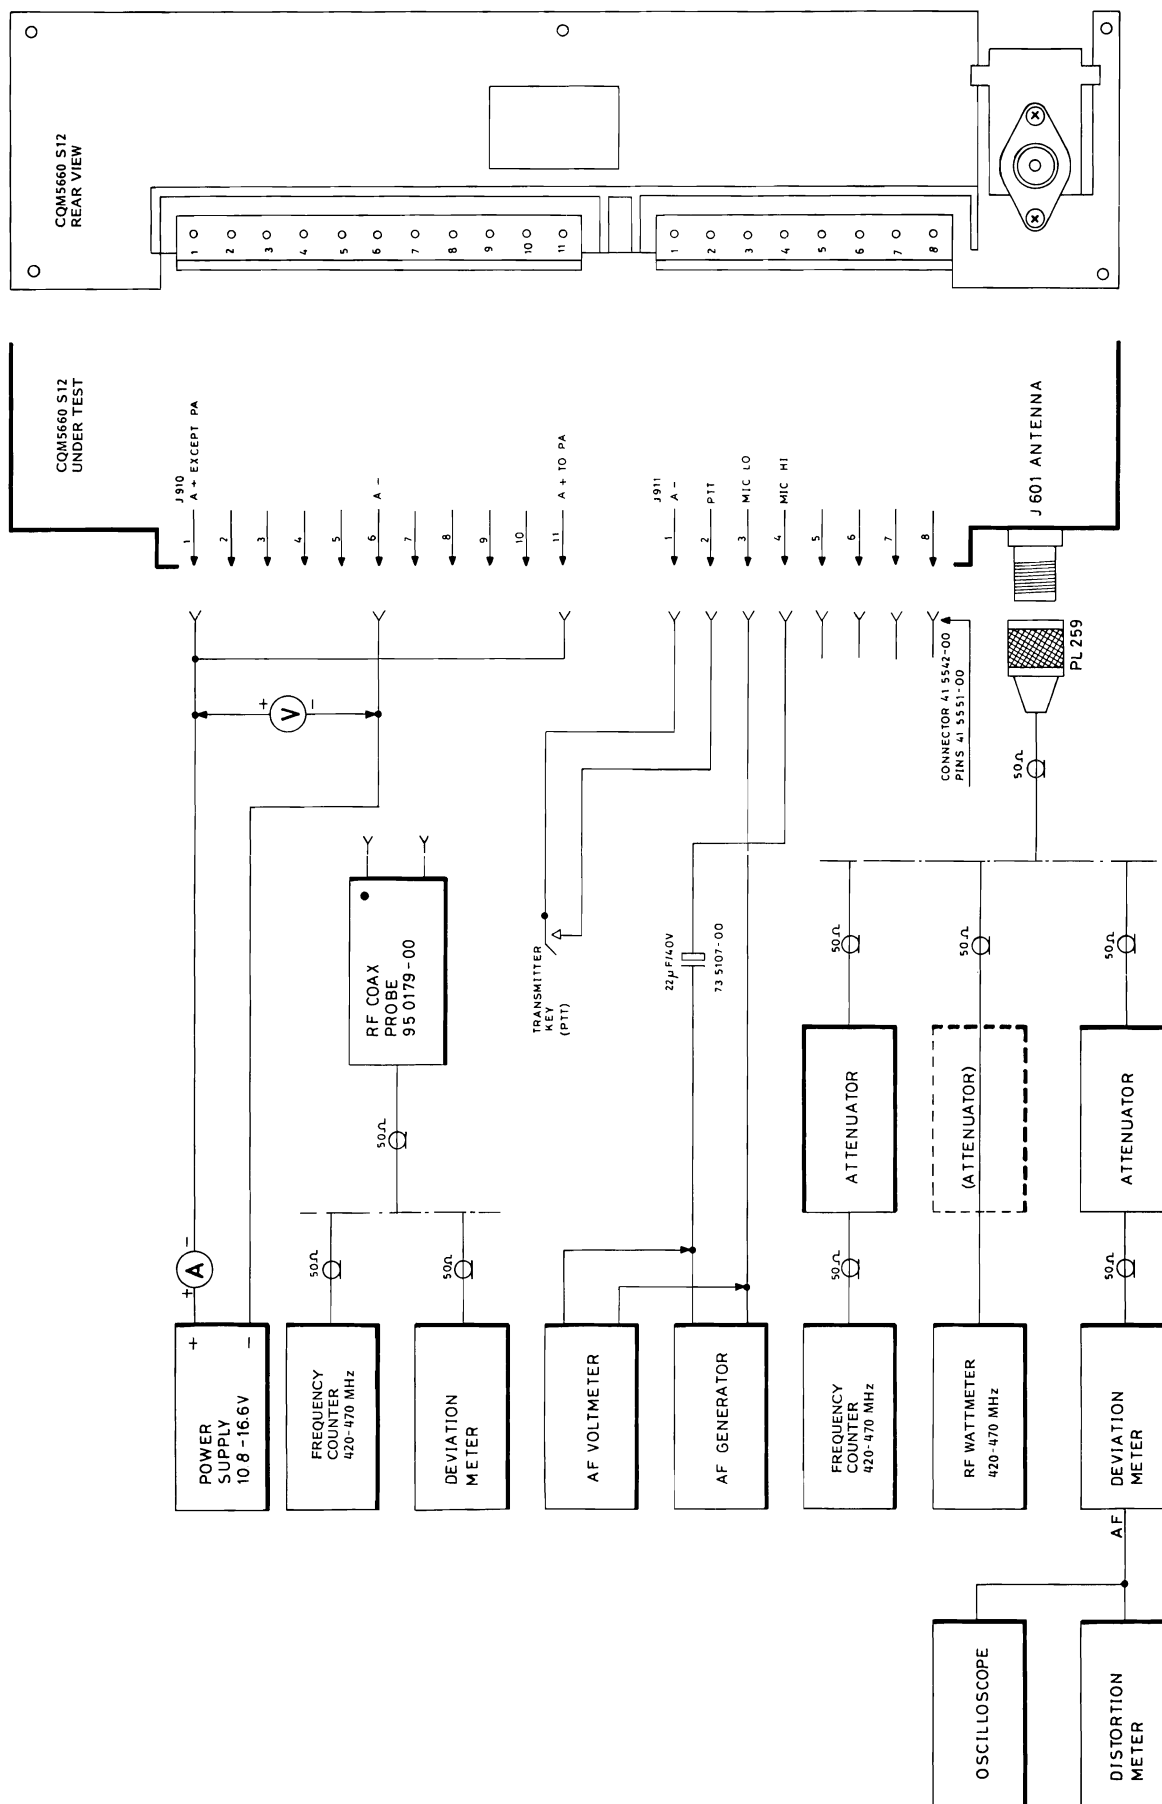 CQM5660 S12
REAR VIEW
1
2
3
4
5
6
7
8
9
10
11
1
2
3
4
5
6
7
8
CQM5660 S12
UNDER TEST
J910
A + EXCEPT PA
A -
A + TO PA
J911
A -
PTT
MIC LO
MIC HI
J601 ANTENNA
1
2
3
4
5
6
7
8
9
10
11
1
2
3
4
5
6
7
8
CONNECTOR 41 5542-00
PINS 41 5551-00
PL 259
+
V
-
50Ω
RF COAX
PROBE
95 0179-00
TRANSMITTER
KEY
(PTT)
22µF/40V
73 5107-00
50Ω
50Ω
50Ω
50Ω
ATTENUATOR
(ATTENUATOR)
ATTENUATOR
+
A
-
50Ω
50Ω
50Ω
50Ω
+
-
POWER
SUPPLY
10 8 -16.6V
FREQUENCY
COUNTER
420-470 MHz
DEVIATION
METER
AF VOLTMETER
AF GENERATOR
FREQUENCY
COUNTER
420-470 MHz
RF WATTMETER
420-470 MHz
DEVIATION
METER
AF
OSCILLOSCOPE
DISTORTION
METER